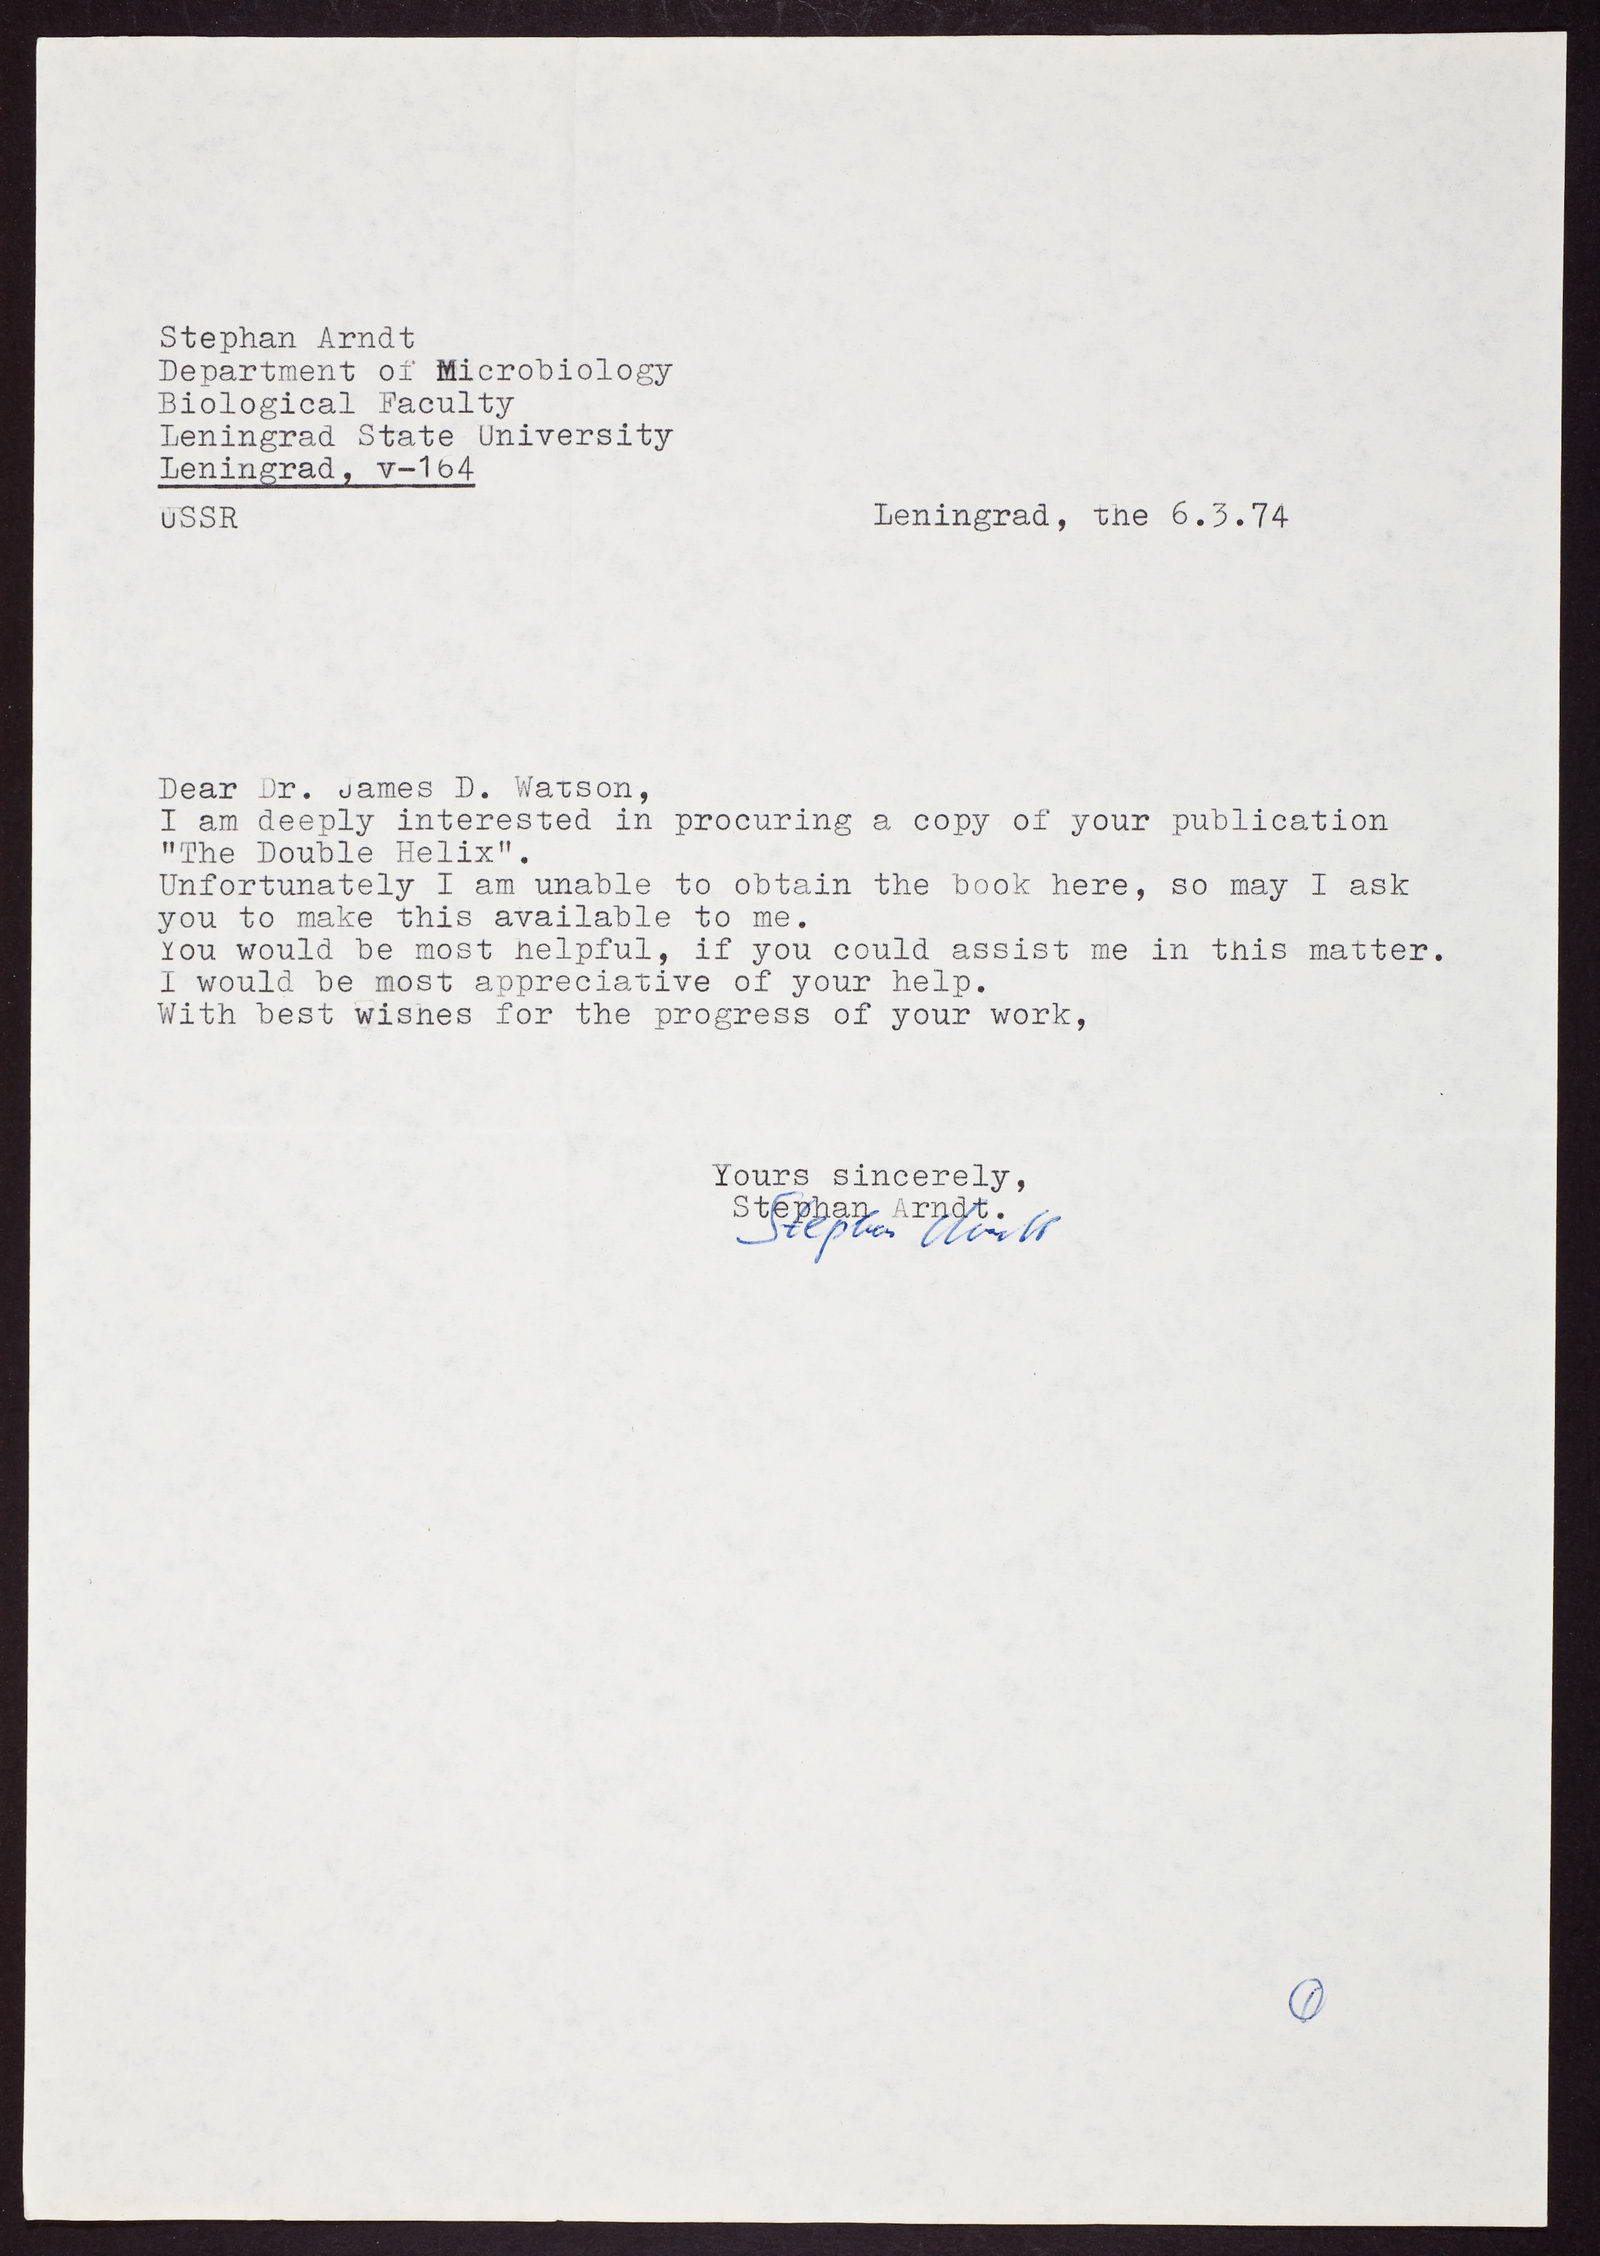 Stephan Arndt
Department of Microbiology
Biological Faculty
Leningrad State University
Leningrad, v-164
USSR
Leningrad, the 6.3.74
Dear Dr. James D. Watson,
I am deeply interested in procuring a copy of your publication
"The Double Helix".
Unfortunately I am unable to obtain the book here, so may I ask
you to make this available to me.
You would be most helpful, if you could assist me in this matter.
I would be most appreciative of your help.
With best wishes for the progress of your work,
Yours sincerely,
Stephan Arndt.
Stephan Arndt
1